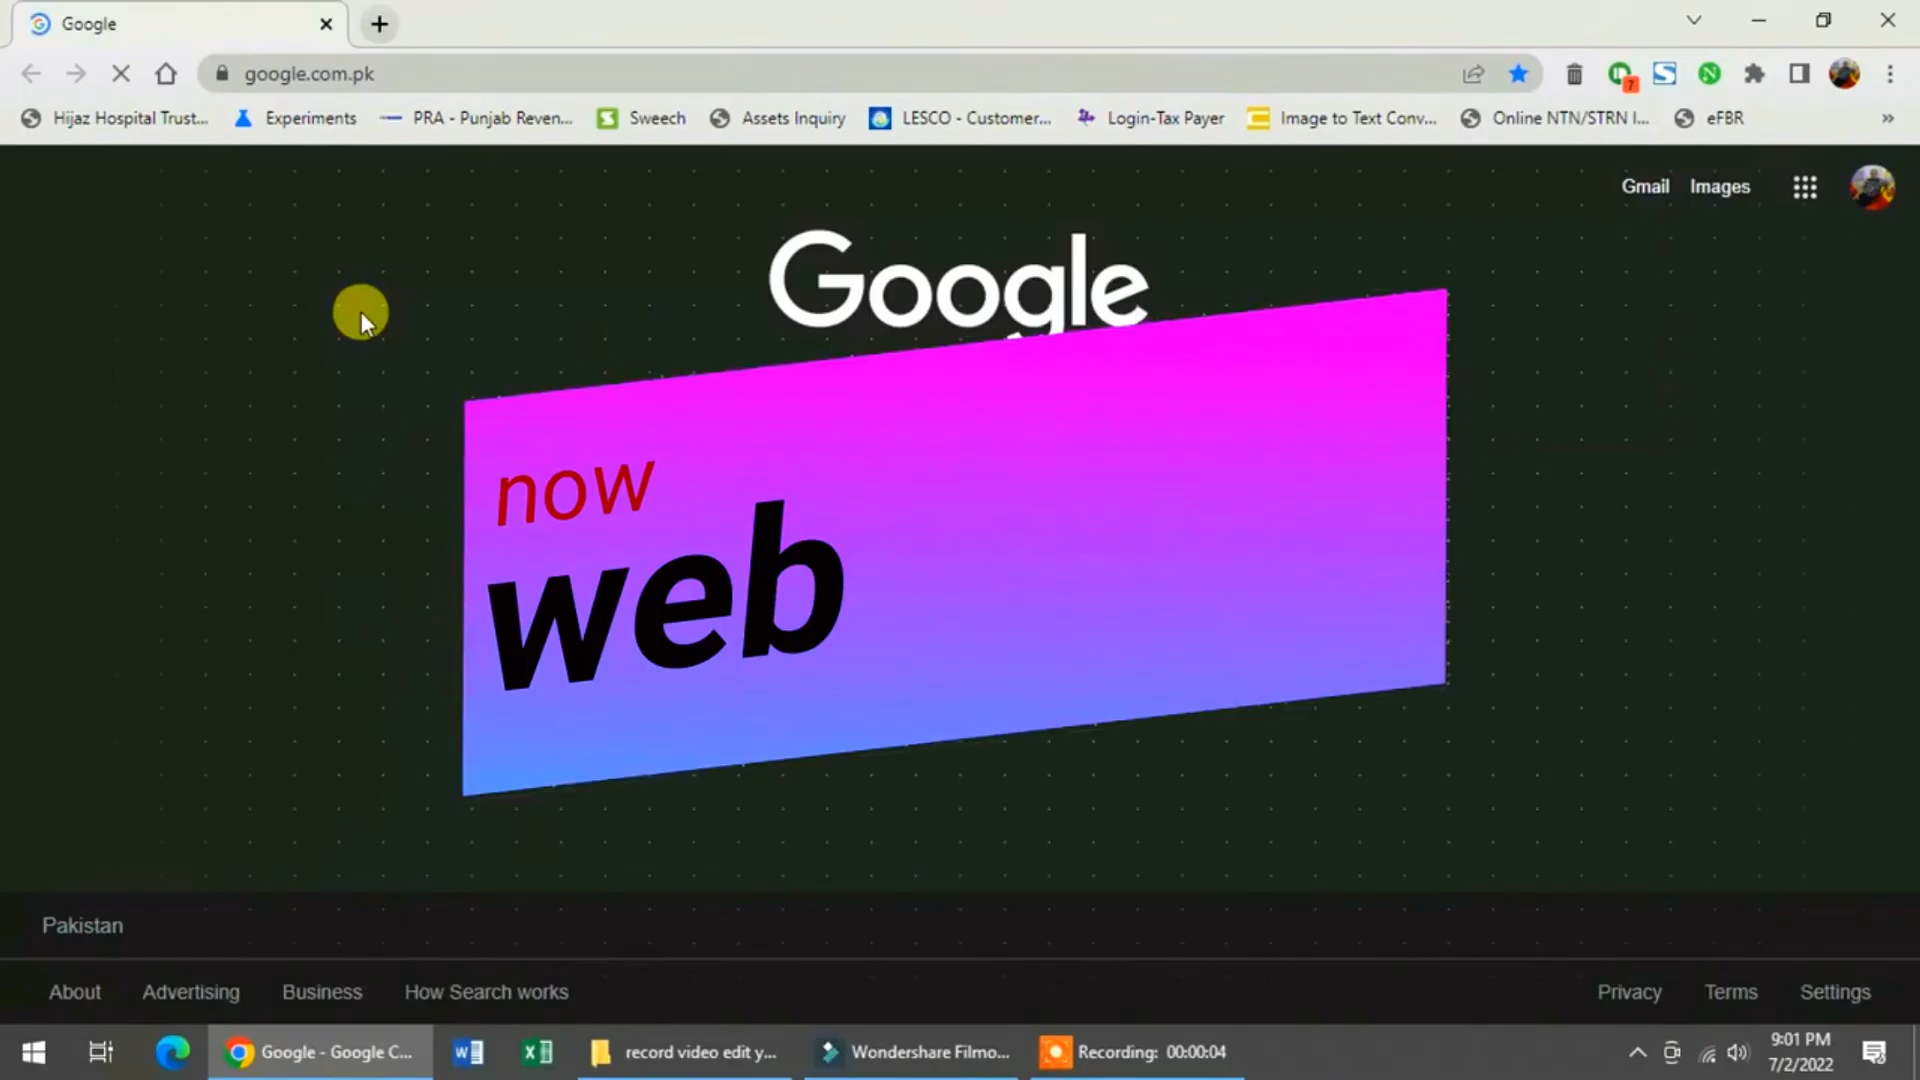 Google
google.com.pk
Hijaz Hospital Trust...
Experiments
PRA - Punjab Reven...
Sweech
Assets Inquiry
LESCO - Customer...
Login-Tax Payer
Image to Text Conv...
Online NTN/STRN I...
eFBR
7
Gmail
Images
Google
now
web
Pakistan
About
Advertising
Business
How Search works
Privacy
Terms
Settings
Google - Google C...
record video edit y...
Wondershare Filmo...
Recording: 00:00:04
9:01 PM
7/2/2022